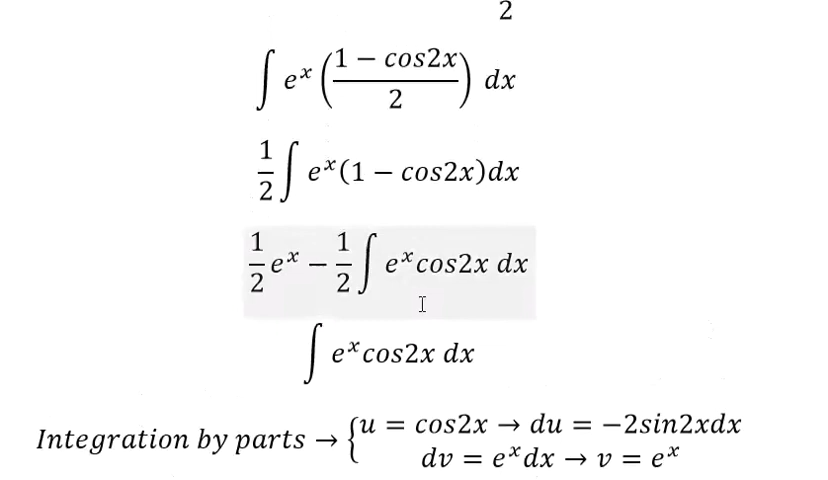 2
∫ e^x ((1 − cos2x)/2) dx
1/2 ∫ e^x(1 − cos2x)dx
1/2 e^x − 1/2 ∫ e^x cos2x dx
∫ e^x cos2x dx
Integration by parts → { u = cos2x → du = −2sin2xdx
dv = e^x dx → v = e^x